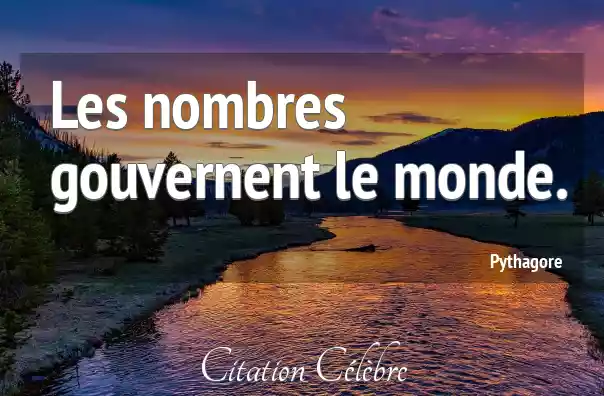 Les nombres
gouvernent le monde.
Pythagore
Citation Célèbre